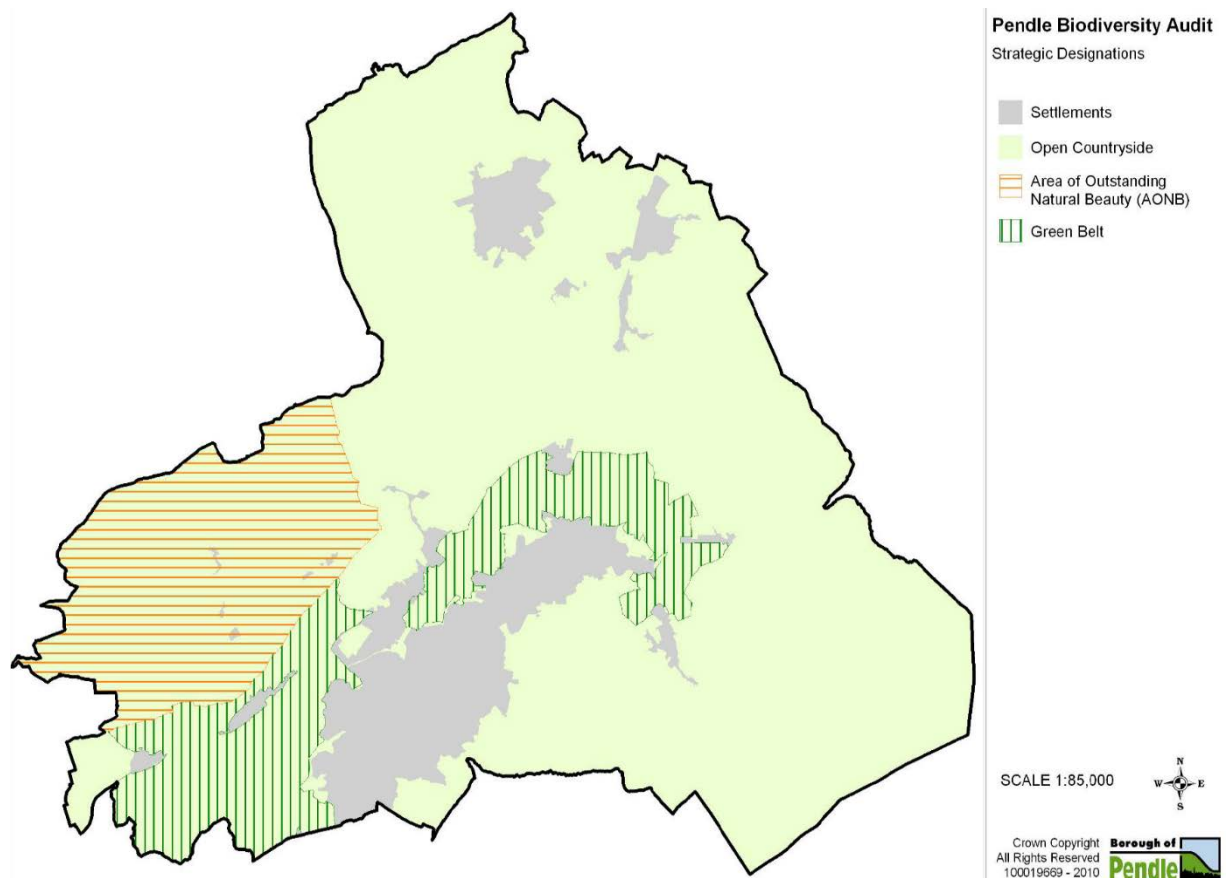 Pendle Biodiversity Audit
Strategic Designations
Settlements
Open Countryside
Area of Outstanding
Natural Beauty (AONB)
Green Belt
SCALE 1:85,000
N
W E
S
Crown Copyright
All Rights Reserved
100019669 - 2010
Borough of
Pendle